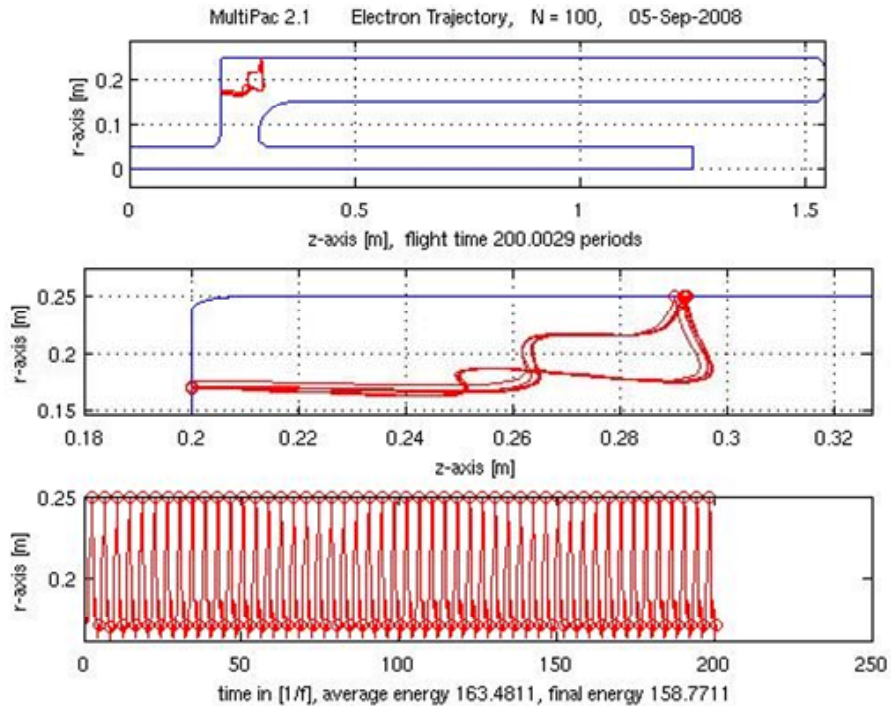 MultiPac 2.1 Electron Trajectory, N = 100, 05-Sep-2008
r-axis [m]
0.2
0.1
0
0 0.5 1 1.5
z-axis [m], flight time 200.0029 periods
r-axis [m]
0.25
0.2
0.15
0.18 0.2 0.22 0.24 0.26 0.28 0.3 0.32
z-axis [m]
r-axis [m]
0.25
0.2
0 50 100 150 200 250
time in [1/f], average energy 163.4811, final energy 158.7711